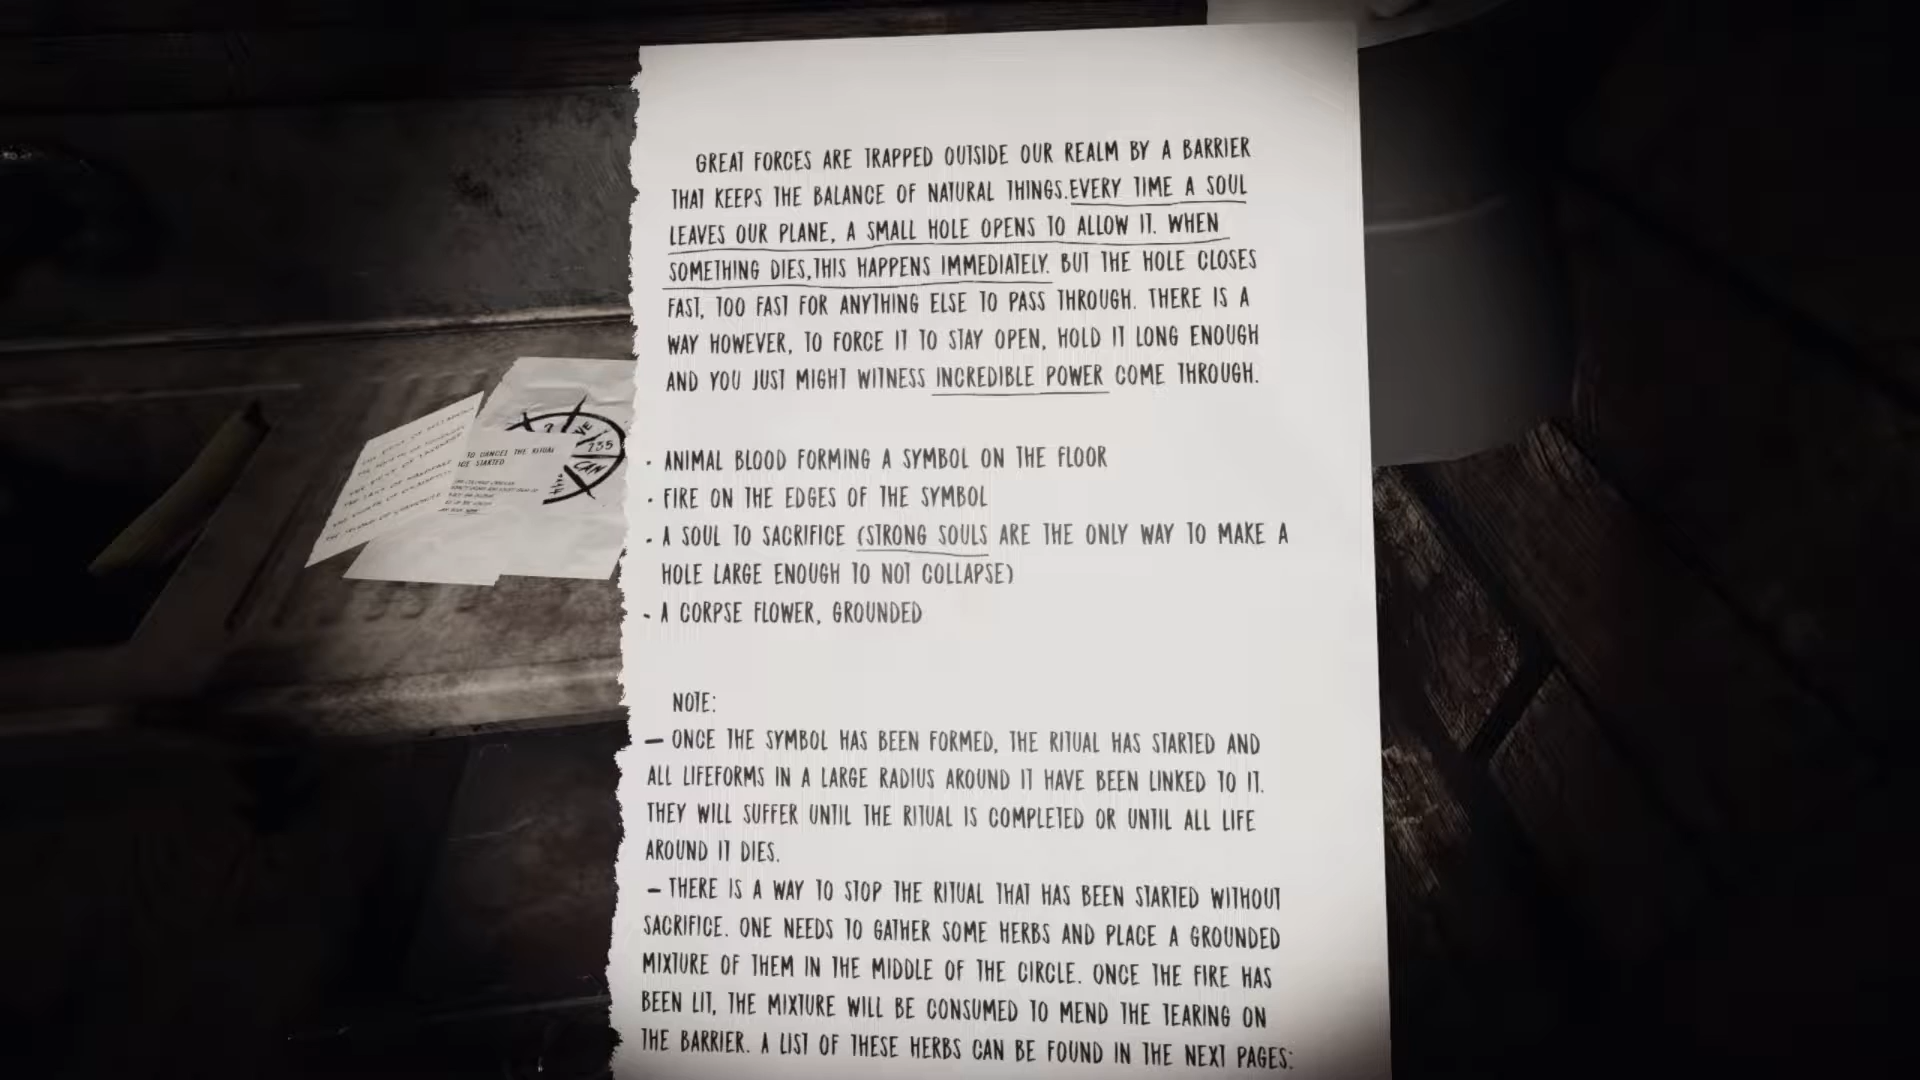 GREAT FORCES ARE TRAPPED OUTSIDE OUR REALM BY A BARRIER
THAT KEEPS THE BALANCE OF NATURAL THINGS.EVERY TIME A SOUL
LEAVES OUR PLANE, A SMALL HOLE OPENS TO ALLOW IT. WHEN
SOMETHING DIES,THIS HAPPENS IMMEDIATELY. BUT THE HOLE CLOSES
FAST, TOO FAST FOR ANYTHING ELSE TO PASS THROUGH. THERE IS A
WAY HOWEVER, TO FORCE IT TO STAY OPEN, HOLD IT LONG ENOUGH
AND YOU JUST MIGHT WITNESS INCREDIBLE POWER COME THROUGH.
- ANIMAL BLOOD FORMING A SYMBOL ON THE FLOOR
- FIRE ON THE EDGES OF THE SYMBOL
- A SOUL TO SACRIFICE (STRONG SOULS ARE THE ONLY WAY TO MAKE A
HOLE LARGE ENOUGH TO NOT COLLAPSE)
- A CORPSE FLOWER, GROUNDED
NOTE:
— ONCE THE SYMBOL HAS BEEN FORMED, THE RITUAL HAS STARTED AND
ALL LIFEFORMS IN A LARGE RADIUS AROUND IT HAVE BEEN LINKED TO IT.
THEY WILL SUFFER UNTIL THE RITUAL IS COMPLETED OR UNTIL ALL LIFE
AROUND IT DIES.
— THERE IS A WAY TO STOP THE RITUAL THAT HAS BEEN STARTED WITHOUT
SACRIFICE. ONE NEEDS TO GATHER SOME HERBS AND PLACE A GROUNDED
MIXTURE OF THEM IN THE MIDDLE OF THE CIRCLE. ONCE THE FIRE HAS
BEEN LIT, THE MIXTURE WILL BE CONSUMED TO MEND THE TEARING ON
THE BARRIER. A LIST OF THESE HERBS CAN BE FOUND IN THE NEXT PAGES:
TO CANCEL THE RITUAL
STARTED
?
VE
235
CAN